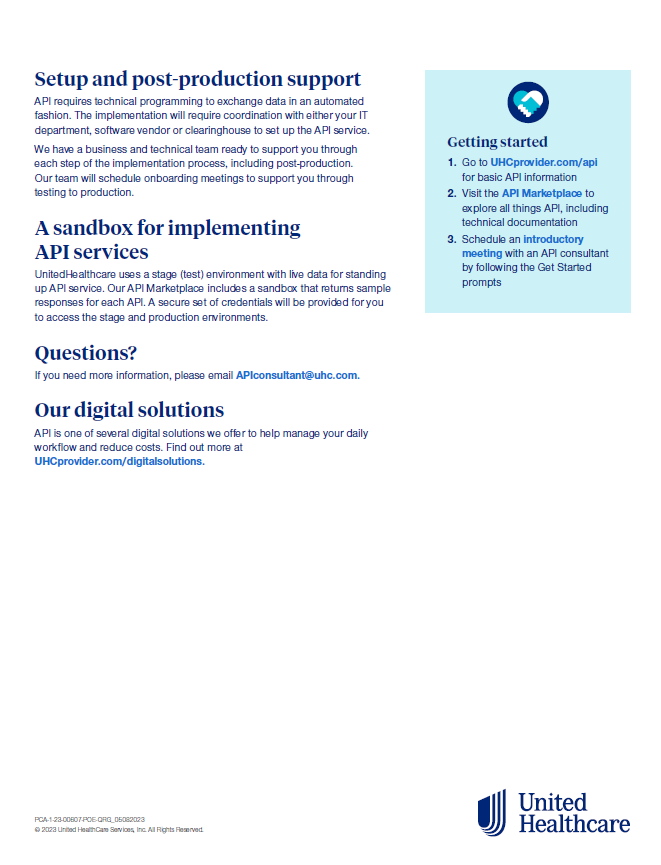 Setup and post-production support
API requires technical programming to exchange data in an automated
fashion. The implementation will require coordination with either your IT
department, software vendor or clearinghouse to set up the API service.
We have a business and technical team ready to support you through
each step of the implementation process, including post-production.
Our team will schedule onboarding meetings to support you through
testing to production.
A sandbox for implementing
API services
UnitedHealthcare uses a stage (test) environment with live data for standing
up API service. Our API Marketplace includes a sandbox that returns sample
responses for each API. A secure set of credentials will be provided for you
to access the stage and production environments.
Questions?
If you need more information, please email APIconsultant@uhc.com.
Our digital solutions
API is one of several digital solutions we offer to help manage your daily
workflow and reduce costs. Find out more at
UHCprovider.com/digitalsolutions.
Getting started
1. Go to UHCprovider.com/api
for basic API information
2. Visit the API Marketplace to
explore all things API, including
technical documentation
3. Schedule an introductory
meeting with an API consultant
by following the Get Started
prompts
PCA-1-23-00607-POE-QRG_05082023
© 2023 United HealthCare Services, Inc. All Rights Reserved.
United
Healthcare